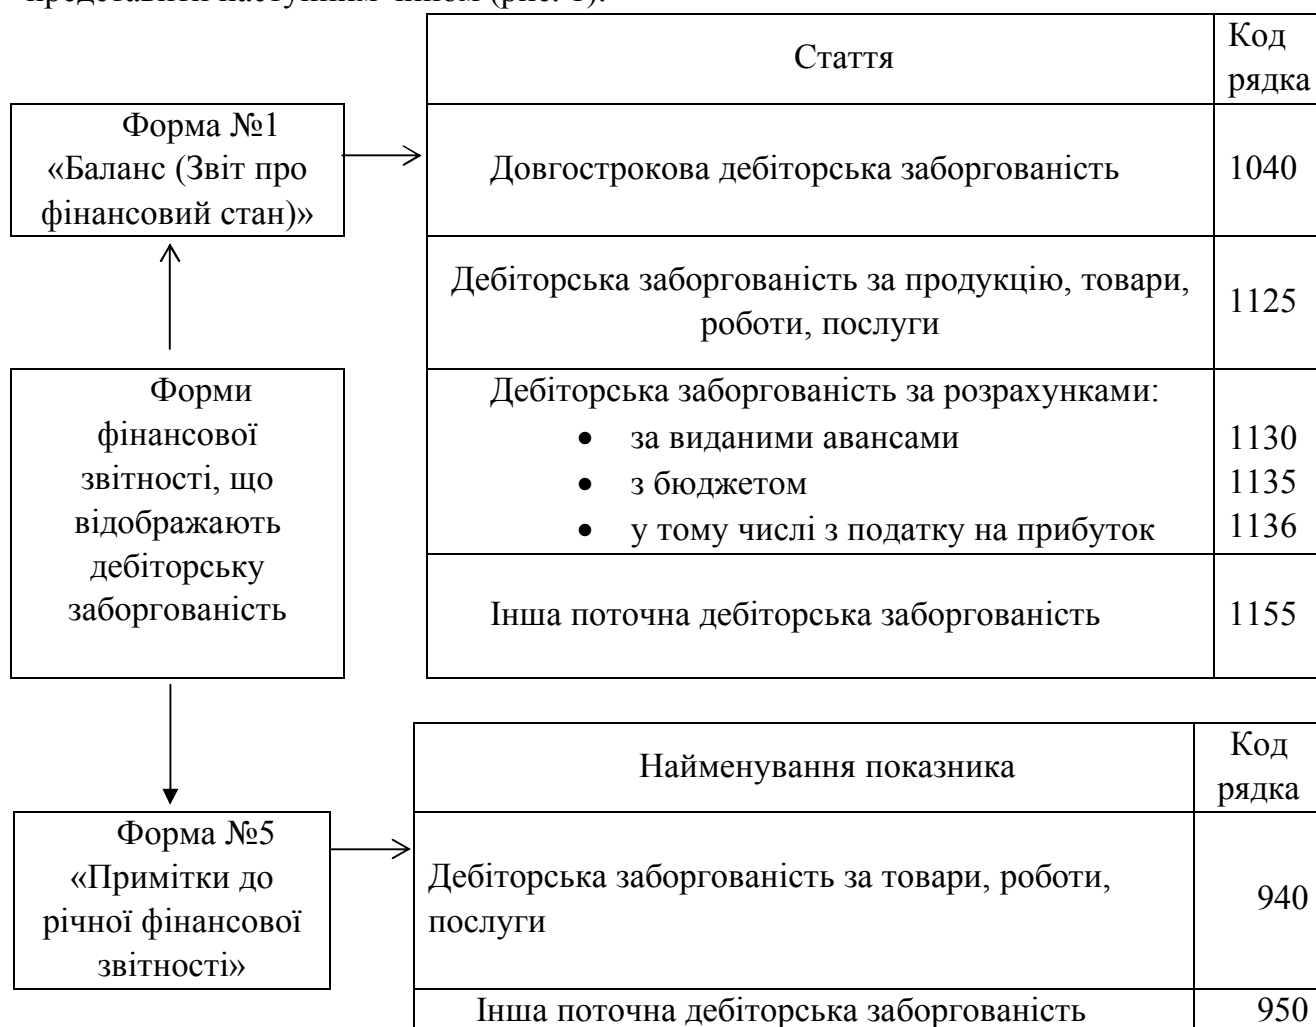 представити наступним чином (рис. 1).
Стаття
Код
рядка
Форма №1
«Баланс (Звіт про
фінансовий стан)»
Довгострокова дебіторська заборгованість
1040
Дебіторська заборгованість за продукцію, товари,
роботи, послуги
1125
Форми
фінансової
звітності, що
відображають
дебіторську
заборгованість
Дебіторська заборгованість за розрахунками:
• за виданими авансами
1130
• з бюджетом
1135
• у тому числі з податку на прибуток
1136
Інша поточна дебіторська заборгованість
1155
Найменування показника
Код
рядка
Форма №5
«Примітки до
річної фінансової
звітності»
Дебіторська заборгованість за товари, роботи,
послуги
940
Інша поточна дебіторська заборгованість
950